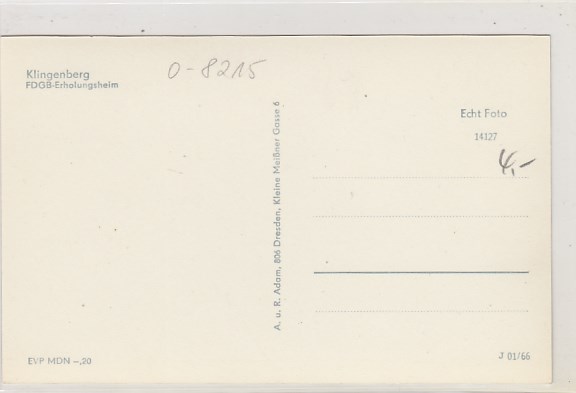 Klingenberg
FDGB-Erholungsheim
O-8215
Echt Foto
14127
4,-
A. u. R. Adam, 806 Dresden, Kleine Meißner Gasse 6
EVP MDN -,20
J 01/66